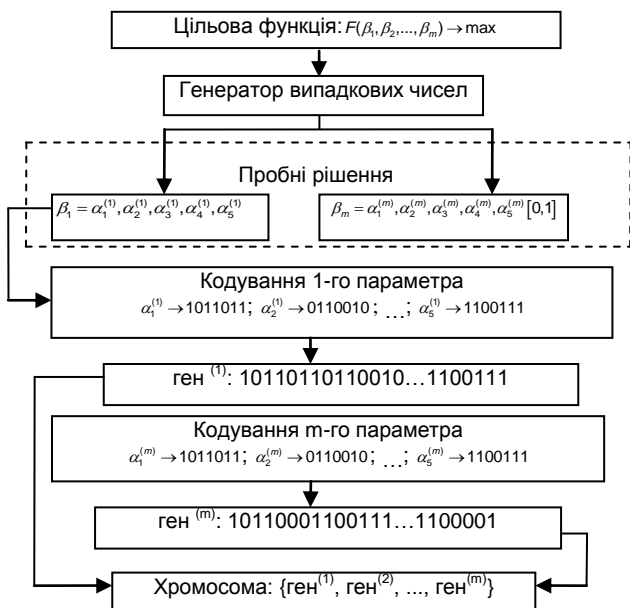 Цільова функція: F(β₁,β₂,...,βₘ)→max
Генератор випадкових чисел
Пробні рішення
β₁ = α₁⁽¹⁾, α₂⁽¹⁾, α₃⁽¹⁾, α₄⁽¹⁾, α₅⁽¹⁾
βₘ = α₁⁽ᵐ⁾, α₂⁽ᵐ⁾, α₃⁽ᵐ⁾, α₄⁽ᵐ⁾, α₅⁽ᵐ⁾ [0,1]
Кодування 1-го параметра
α₁⁽¹⁾ →1011011; α₂⁽¹⁾ →0110010; ...; α₅⁽¹⁾ →1100111
ген ⁽¹⁾: 10110110110010...1100111
Кодування m-го параметра
α₁⁽ᵐ⁾ →1011011; α₂⁽ᵐ⁾ →0110010; ...; α₅⁽ᵐ⁾ →1100111
ген ⁽ᵐ⁾: 10110001100111...1100001
Хромосома: {ген⁽¹⁾, ген⁽²⁾, ..., ген⁽ᵐ⁾}